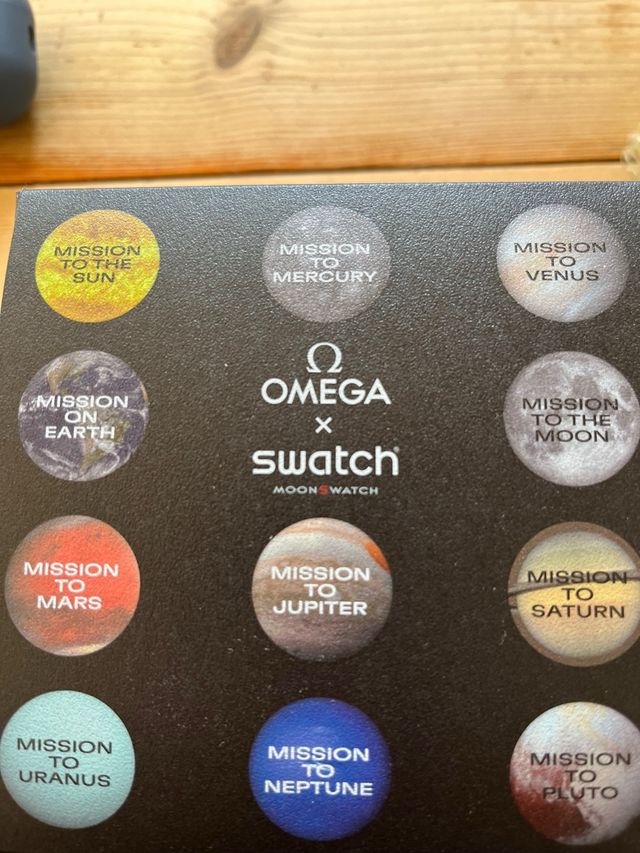 MISSION
TO THE
SUN
MISSION
TO
MERCURY
MISSION
TO
VENUS
MISSION
ON
EARTH
Ω
OMEGA
×
swatch®
MOONSWATCH
MISSION
TO THE
MOON
MISSION
TO
MARS
MISSION
TO
JUPITER
MISSION
TO
SATURN
MISSION
TO
URANUS
MISSION
TO
NEPTUNE
MISSION
TO
PLUTO